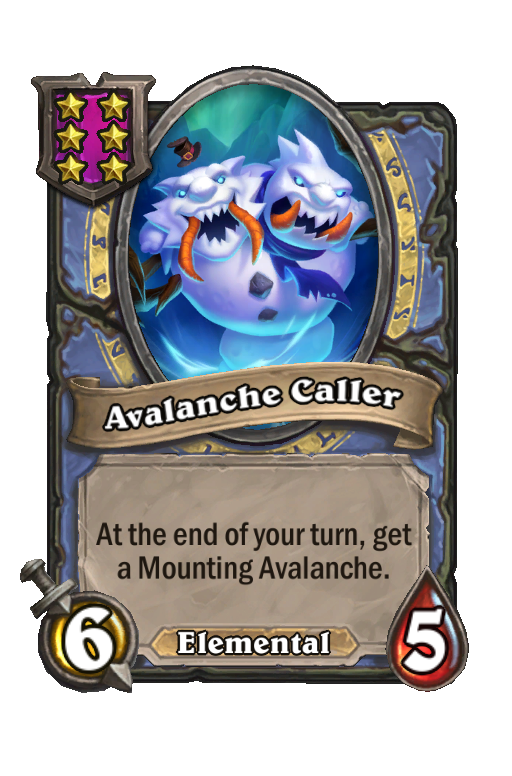 Avalanche Caller
At the end of your turn, get
a Mounting Avalanche.
6
Elemental
5